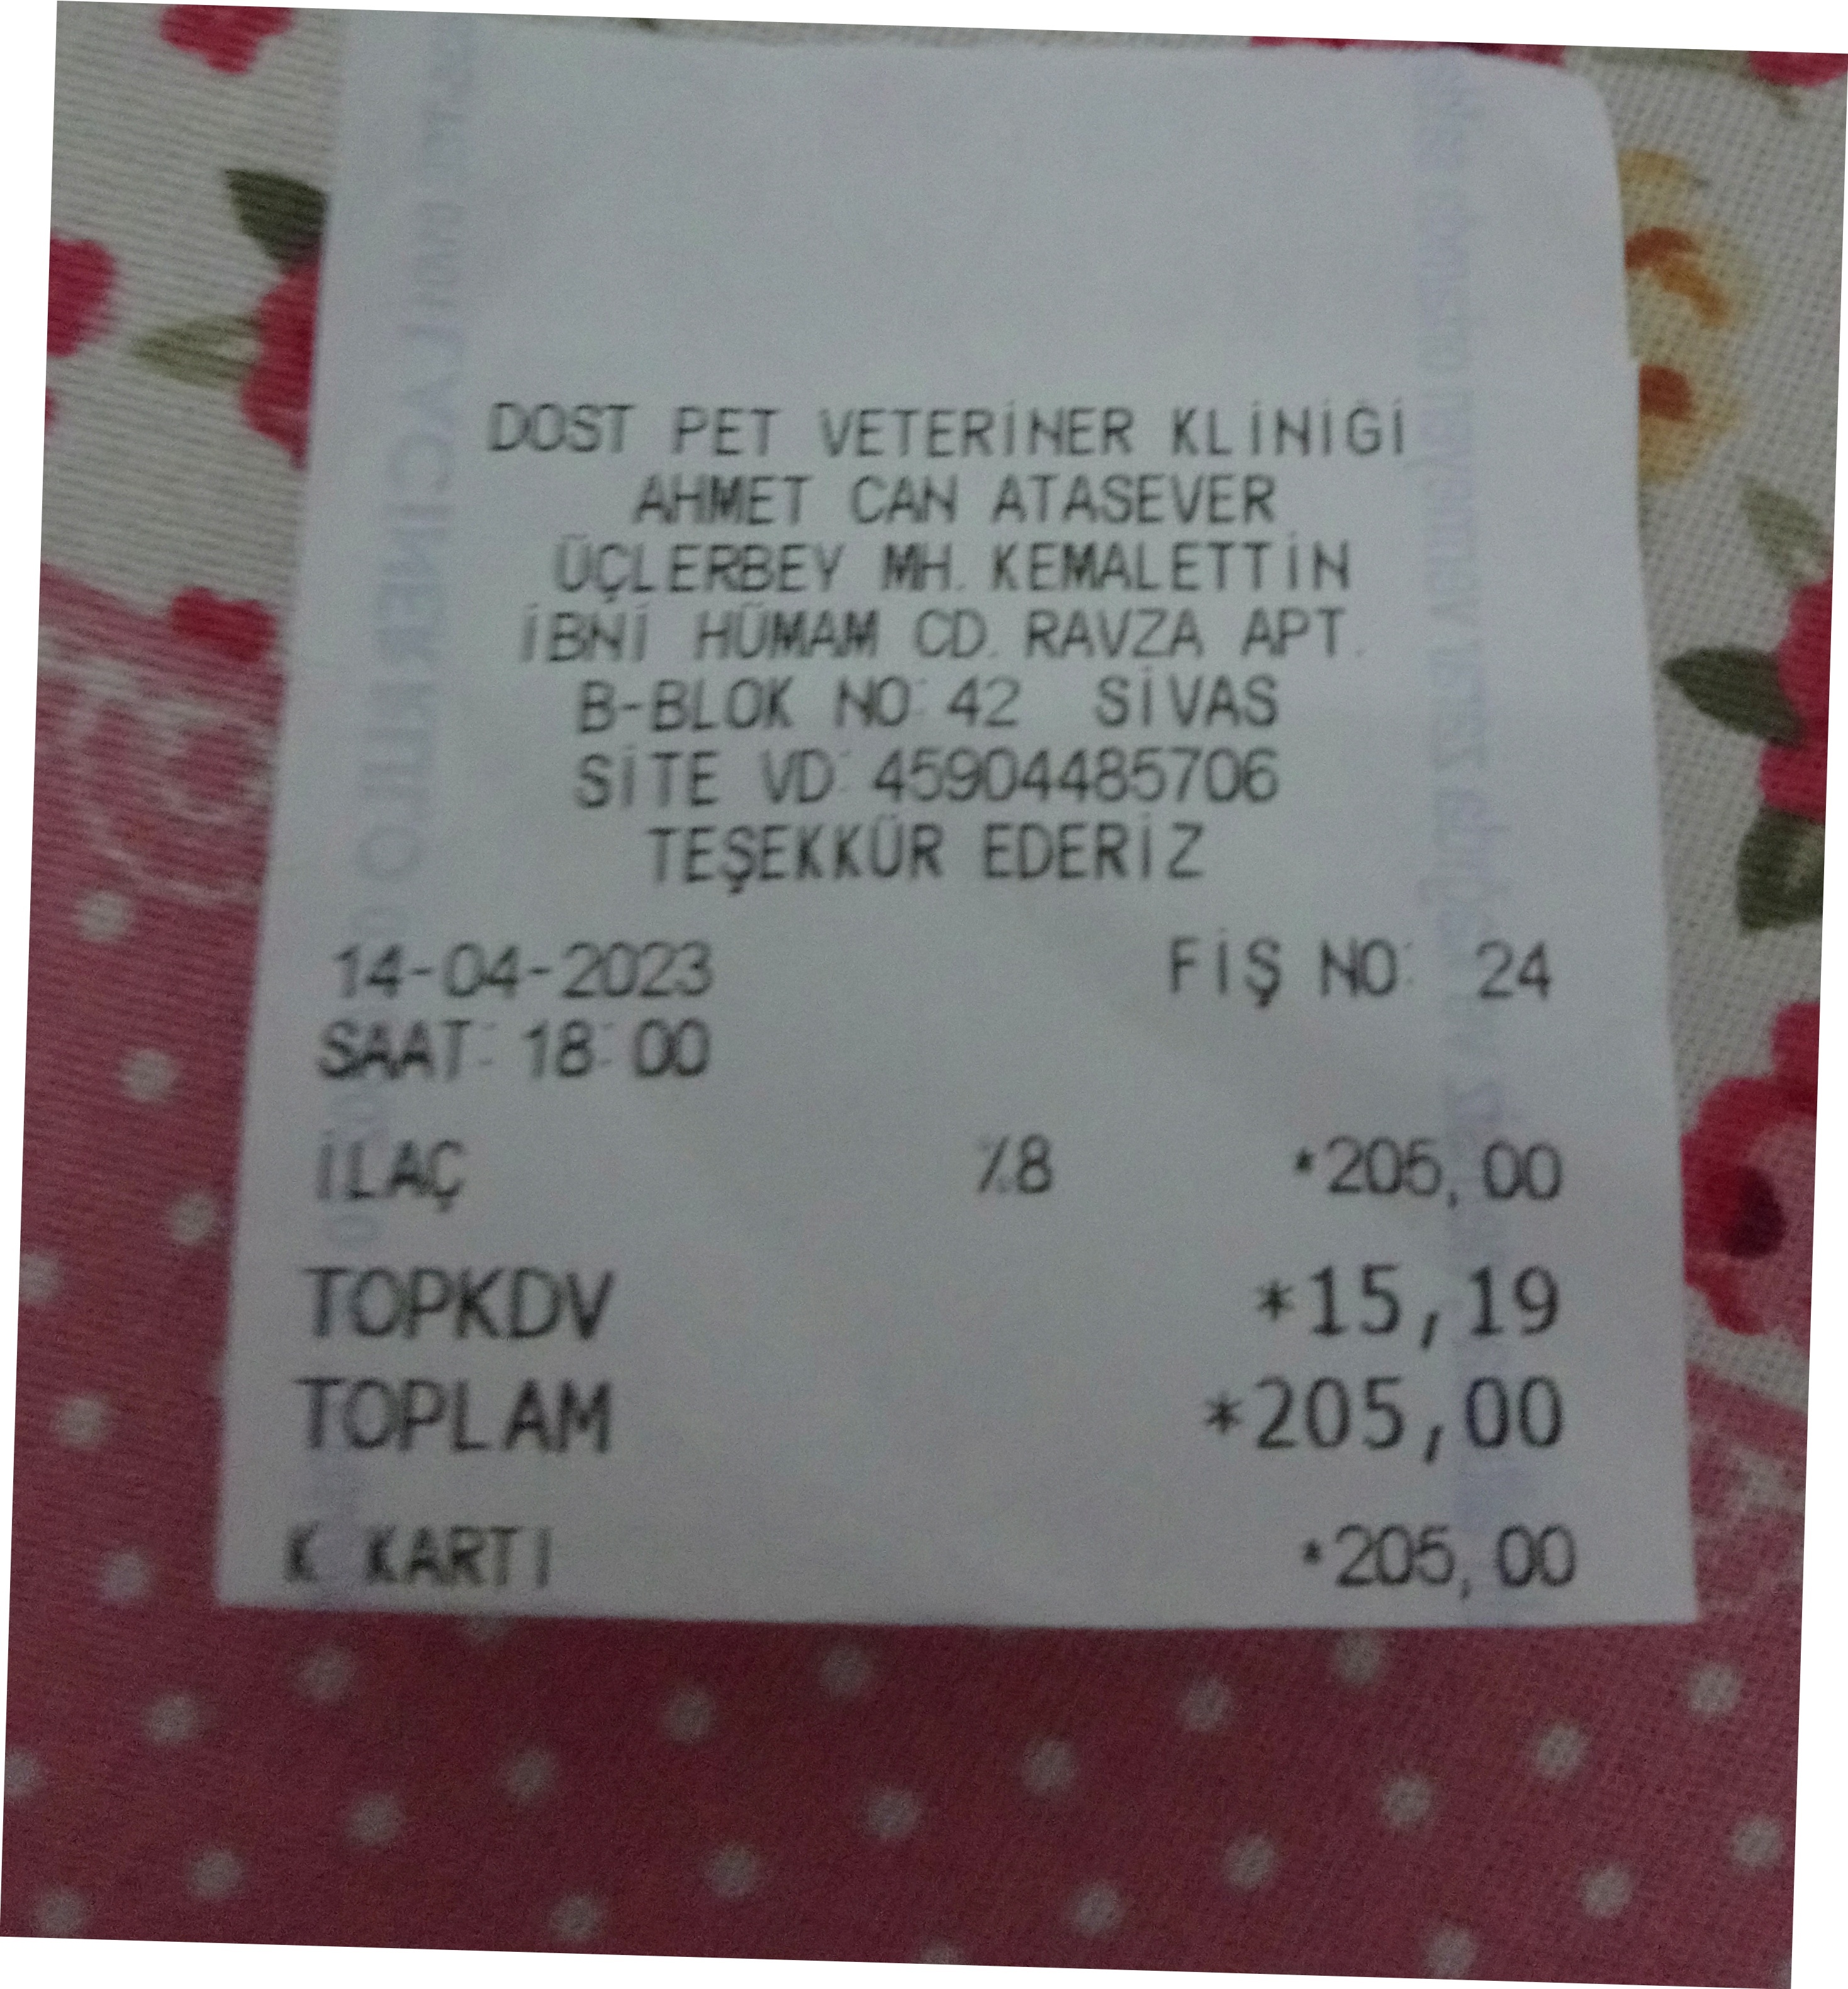 DOST PET VETERİNER KLİNİĞİ
AHMET CAN ATASEVER
ÜÇLERBEY MH. KEMALETTİN
İBNİ HÜMAM CD. RAVZA APT.
B-BLOK NO:42 SİVAS
SİTE VD:45904485706
TEŞEKKÜR EDERİZ
14-04-2023 FİŞ NO: 24
SAAT: 18:00
İLAÇ %8 *205,00
TOPKDV *15,19
TOPLAM *205,00
K KARTI *205,00